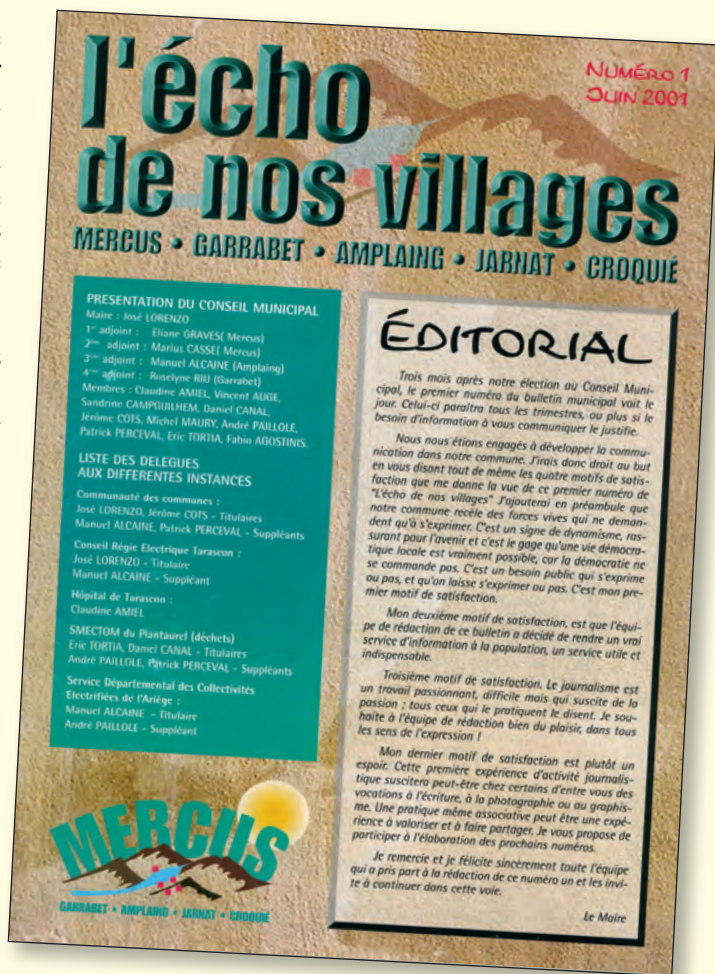 l'écho
de nos villages
NUMÉRO 1
JUIN 2001
MERCUS • GARRABET • AMPLAING • JARNAT • CROQUIÉ
PRESENTATION DU CONSEIL MUNICIPAL
Maire : José LORENZO
1er adjoint : Eliane GRAVES( Mercus)
2ème adjoint : Marius CASSE( Mercus)
3ème adjoint : Manuel ALCAINE (Amplaing)
4ème adjoint : Roselyne RIU (Garrabet)
Membres : Claudine AMIEL, Vincent AUGE,
Sandrine CAMPGUILHEM, Daniel CANAL,
Jérôme COTS, Michel MAURY, André PAILLOLE,
Patrick PERCEVAL, Eric TORTIA, Fabio AGOSTINIS.
LISTE DES DELEGUES
AUX DIFFERENTES INSTANCES
Communauté des communes :
José LORENZO, Jérôme COTS - Titulaires
Manuel ALCAINE, Patrick PERCEVAL - Suppléants
Conseil Régie Electrique Tarascon :
José LORENZO - Titulaire
Manuel ALCAINE - Suppléant
Hôpital de Tarascon :
Claudine AMIEL
SMECTOM du Plantaurel (déchets)
Eric TORTIA, Daniel CANAL - Titulaires
André PAILLOLE, Patrick PERCEVAL - Suppléants
Service Départemental des Collectivités
Electrifiées de l'Ariège :
Manuel ALCAINE - Titulaire
André PAILLOLE - Suppléant
MERCUS
GARRABET • AMPLAING • JARNAT • CROQUIÉ
ÉDITORIAL
Trois mois après notre élection au Conseil Muni-
cipal, le premier numéro du bulletin municipal voit le
jour. Celui-ci paraîtra tous les trimestres, ou plus si le
besoin d'information à vous communiquer le justifie.
Nous nous étions engagés à développer la commu-
nication dans notre commune. J'irais donc droit au but
en vous disant tout de même les quatre motifs de satis-
faction que me donne la vue de ce premier numéro de
"L'écho de nos villages" J'ajouterai en préambule que
notre commune recèle des forces vives qui ne deman-
dent qu'à s'exprimer. C'est un signe de dynamisme, ras-
surant pour l'avenir et c'est le gage qu'une vie démocra-
tique locale est vraiment possible, car la démocratie ne
se commande pas. C'est un besoin public qui s'exprime
ou pas, et qu'on laisse s'exprimer ou pas. C'est mon pre-
mier motif de satisfaction.
Mon deuxième motif de satisfaction, est que l'équi-
pe de rédaction de ce bulletin a décidé de rendre un vrai
service d'information à la population, un service utile et
indispensable.
Troisième motif de satisfaction. Le journalisme est
un travail passionnant, difficile mais qui suscite de la
passion ; tous ceux qui le pratiquent le disent. Je sou-
haite à l'équipe de rédaction bien du plaisir, dans tous
les sens de l'expression !
Mon dernier motif de satisfaction est plutôt un
espoir. Cette première expérience d'activité journalis-
tique suscitera peut-être chez certains d'entre vous des
vocations à l'écriture, à la photographie ou au graphis-
me. Une pratique même associative peut être une expé-
rience à valoriser et à faire partager. Je vous propose de
participer à l'élaboration des prochains numéros.
Je remercie et je félicite sincèrement toute l'équipe
qui a pris part à la rédaction de ce numéro un et les invi-
te à continuer dans cette voie.
Le Maire